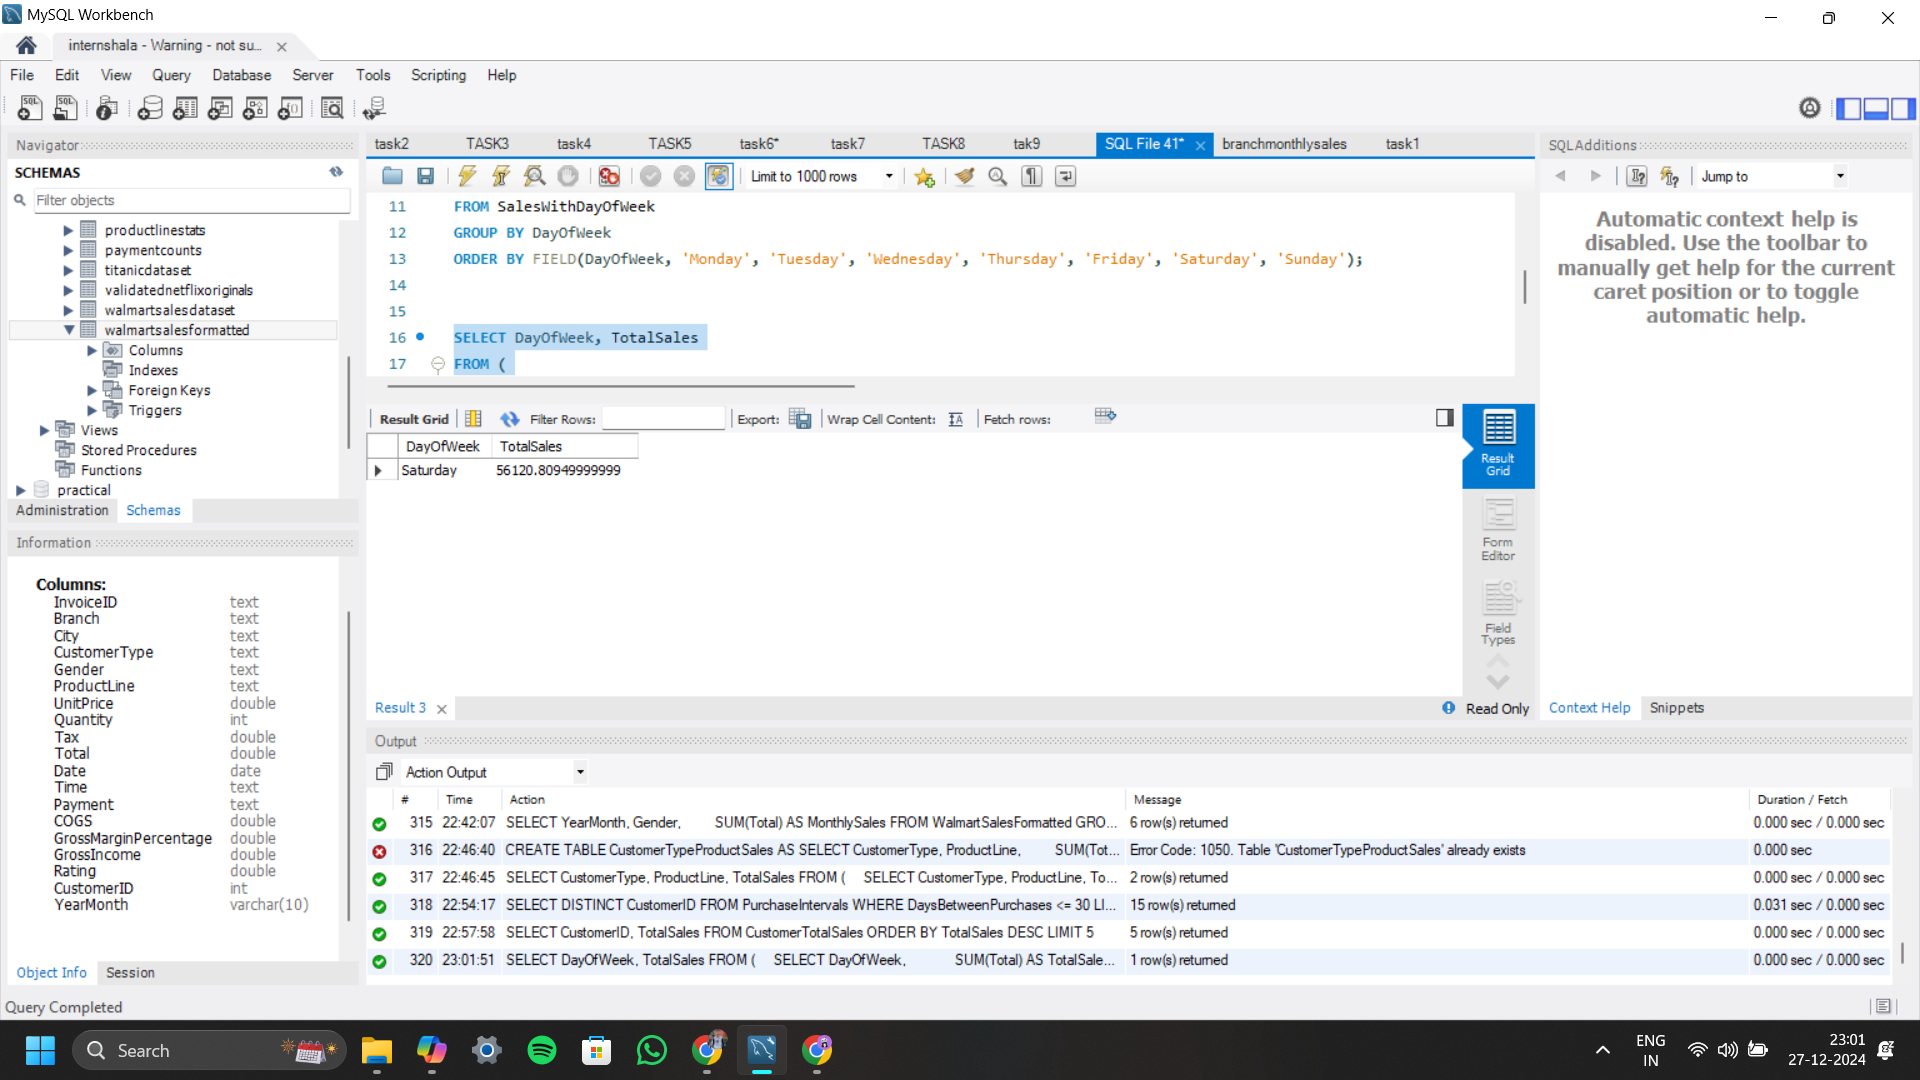 MySQL Workbench
internshala - Warning - not su...
File Edit View Query Database Server Tools Scripting Help
Navigator
SCHEMAS
Filter objects
productlinestats
paymentcounts
titanicdataset
validatednetflixoriginals
walmartsalesdataset
walmartsalesformatted
Columns
Indexes
Foreign Keys
Triggers
Views
Stored Procedures
Functions
practical
Administration Schemas
Information
Columns:
InvoiceID text
Branch text
City text
CustomerType text
Gender text
ProductLine text
UnitPrice double
Quantity int
Tax double
Total double
Date date
Time text
Payment text
COGS double
GrossMarginPercentage double
GrossIncome double
Rating double
CustomerID int
YearMonth varchar(10)
Object Info Session
Query Completed
task2 TASK3 task4 TASK5 task6* task7 TASK8 tak9 SQL File 41* branchmonthlysales task1
Limit to 1000 rows
11 FROM SalesWithDayOfWeek
12 GROUP BY DayOfWeek
13 ORDER BY FIELD(DayOfWeek, 'Monday', 'Tuesday', 'Wednesday', 'Thursday', 'Friday', 'Saturday', 'Sunday');
14
15
16 SELECT DayOfWeek, TotalSales
17 FROM (
Result Grid Filter Rows: Export: Wrap Cell Content: Fetch rows:
DayOfWeek TotalSales
Saturday 56120.80949999999
Result Grid
Form Editor
Field Types
Result 3 Read Only
SQLAdditions
Jump to
Automatic context help is
disabled. Use the toolbar to
manually get help for the current
caret position or to toggle
automatic help.
Context Help Snippets
Output
Action Output
# Time Action Message Duration / Fetch
315 22:42:07 SELECT YearMonth, Gender, SUM(Total) AS MonthlySales FROM WalmartSalesFormatted GRO... 6 row(s) returned 0.000 sec / 0.000 sec
316 22:46:40 CREATE TABLE CustomerTypeProductSales AS SELECT CustomerType, ProductLine, SUM(Tot... Error Code: 1050. Table 'CustomerTypeProductSales' already exists 0.000 sec
317 22:46:45 SELECT CustomerType, ProductLine, TotalSales FROM ( SELECT CustomerType, ProductLine, To... 2 row(s) returned 0.000 sec / 0.000 sec
318 22:54:17 SELECT DISTINCT CustomerID FROM PurchaseIntervals WHERE DaysBetweenPurchases <= 30 LI... 15 row(s) returned 0.031 sec / 0.000 sec
319 22:57:58 SELECT CustomerID, TotalSales FROM CustomerTotalSales ORDER BY TotalSales DESC LIMIT 5 5 row(s) returned 0.000 sec / 0.000 sec
320 23:01:51 SELECT DayOfWeek, TotalSales FROM ( SELECT DayOfWeek, SUM(Total) AS TotalSale... 1 row(s) returned 0.000 sec / 0.000 sec
Search
ENG
IN
23:01
27-12-2024